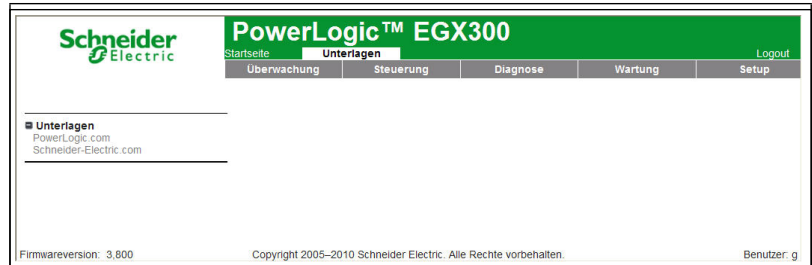 Schneider Electric
PowerLogic™ EGX300
Startseite Unterlagen Logout
Überwachung Steuerung Diagnose Wartung Setup
Unterlagen
PowerLogic.com
Schneider-Electric.com
Firmwareversion: 3,800 Copyright 2005–2010 Schneider Electric. Alle Rechte vorbehalten. Benutzer: g